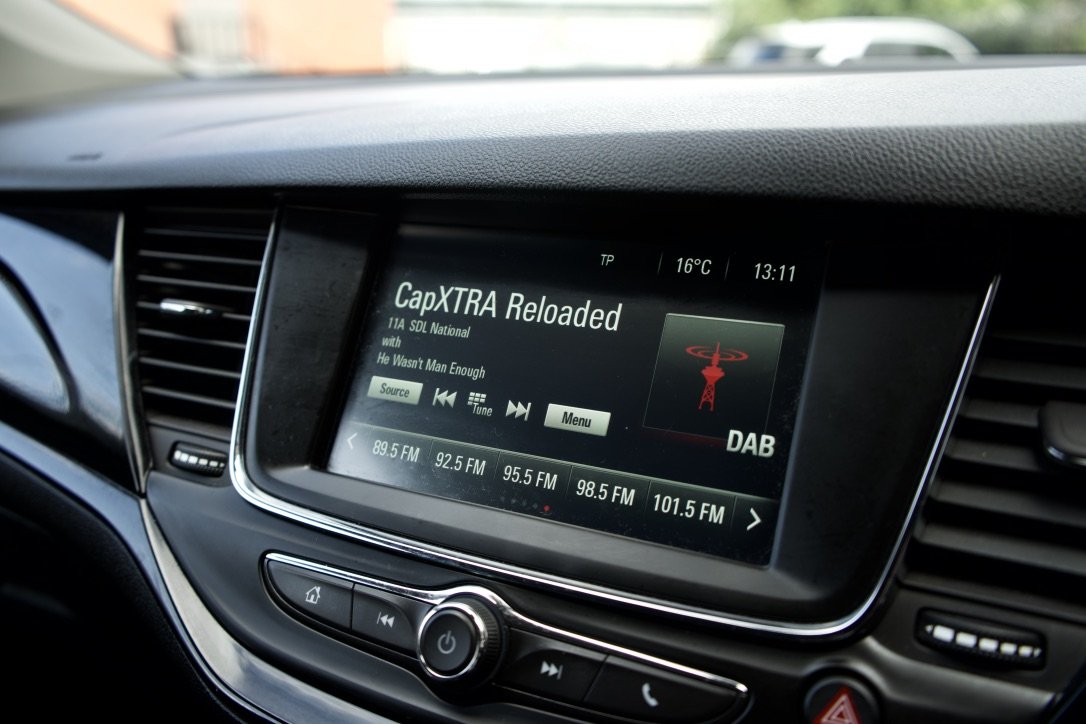 TP 16°C 13:11
CapXTRA Reloaded
11A SDL National
with
He Wasn't Man Enough
Source Tune Menu
DAB
89.5 FM 92.5 FM 95.5 FM 98.5 FM 101.5 FM